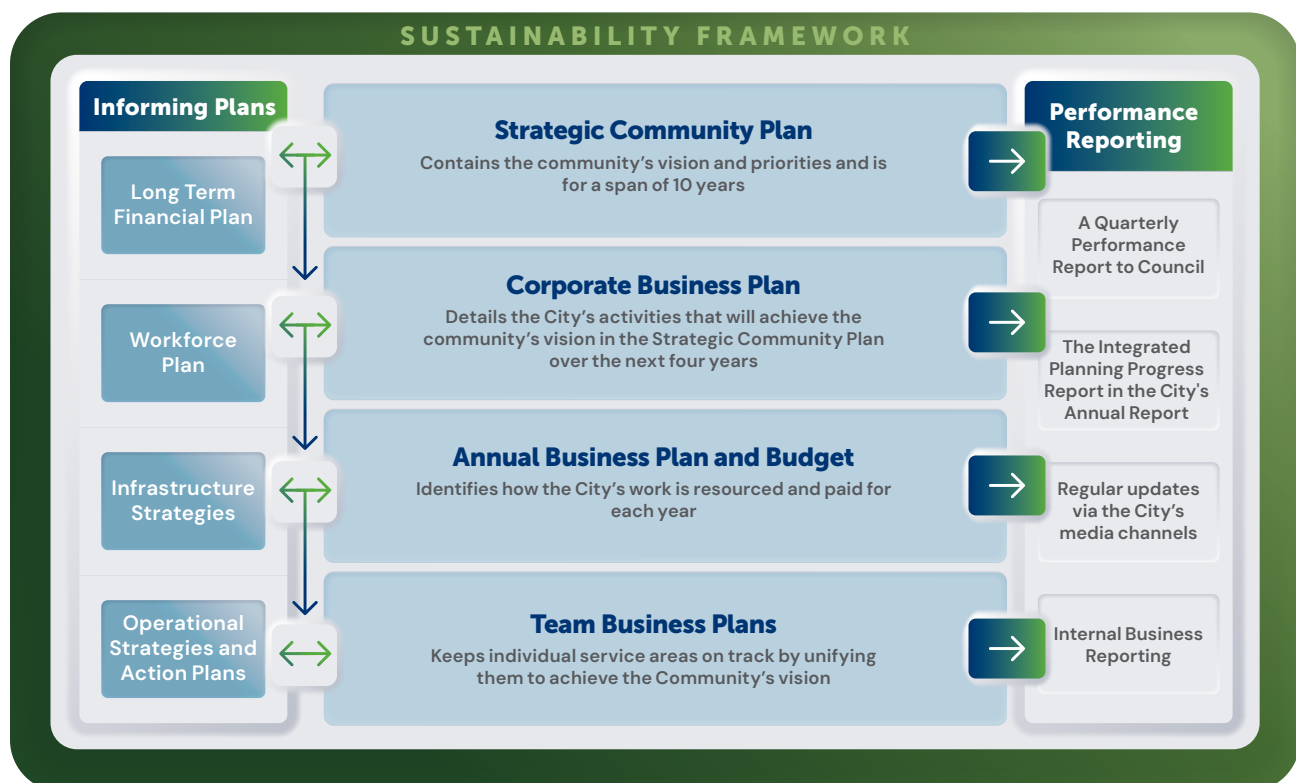 SUSTAINABILITY FRAMEWORK
Informing Plans
Long Term
Financial Plan
Workforce
Plan
Infrastructure
Strategies
Operational
Strategies and
Action Plans
Strategic Community Plan
Contains the community’s vision and priorities and is
for a span of 10 years
Corporate Business Plan
Details the City’s activities that will achieve the
community’s vision in the Strategic Community Plan
over the next four years
Annual Business Plan and Budget
Identifies how the City’s work is resourced and paid for
each year
Team Business Plans
Keeps individual service areas on track by unifying
them to achieve the Community’s vision
Performance
Reporting
A Quarterly
Performance
Report to Council
The Integrated
Planning Progress
Report in the City's
Annual Report
Regular updates
via the City’s
media channels
Internal Business
Reporting